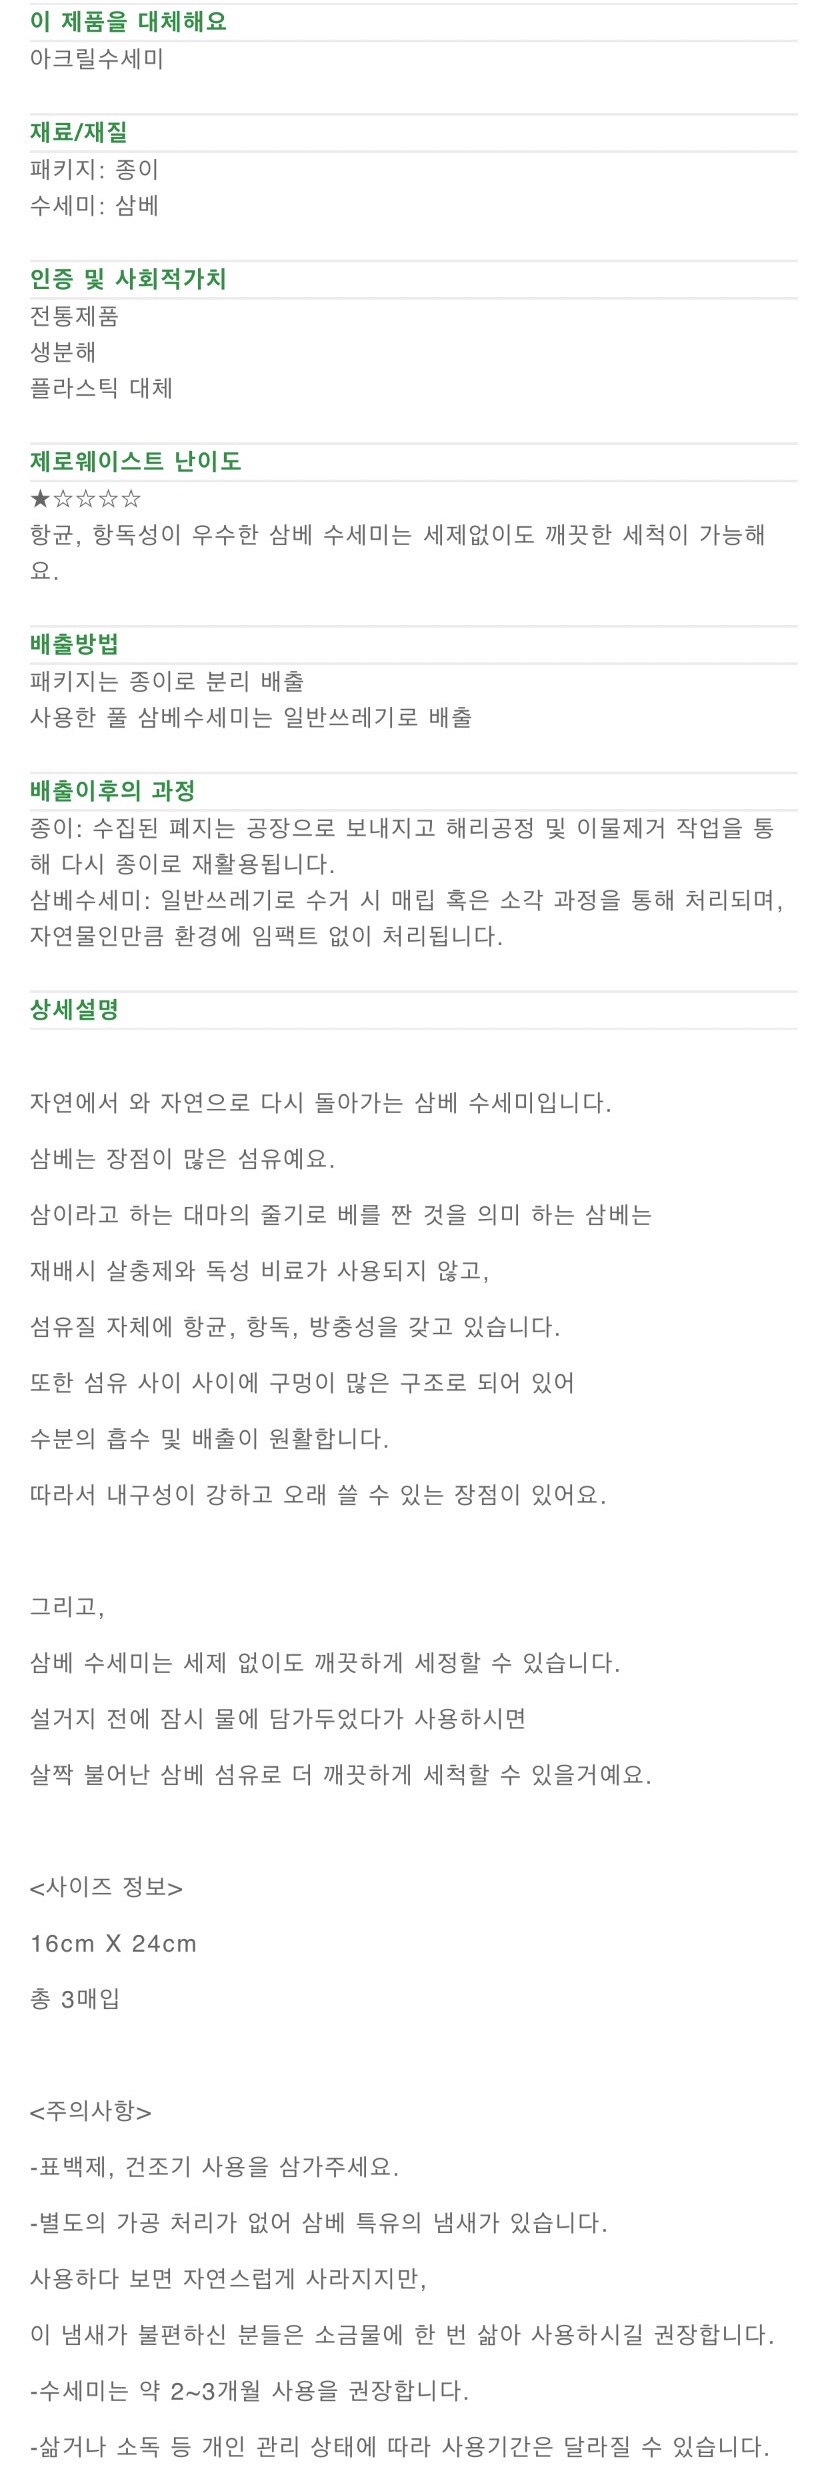 이 제품을 대체해요
아크릴수세미
재료/재질
패키지: 종이
수세미: 삼베
인증 및 사회적가치
전통제품
생분해
플라스틱 대체
제로웨이스트 난이도
★☆☆☆☆
항균, 항독성이 우수한 삼베 수세미는 세제없이도 깨끗한 세척이 가능해
요.
배출방법
패키지는 종이로 분리 배출
사용한 풀 삼베수세미는 일반쓰레기로 배출
배출이후의 과정
종이: 수집된 폐지는 공장으로 보내지고 해리공정 및 이물제거 작업을 통
해 다시 종이로 재활용됩니다.
삼베수세미: 일반쓰레기로 수거 시 매립 혹은 소각 과정을 통해 처리되며,
자연물인만큼 환경에 임팩트 없이 처리됩니다.
상세설명
자연에서 와 자연으로 다시 돌아가는 삼베 수세미입니다.
삼베는 장점이 많은 섬유예요.
삼이라고 하는 대마의 줄기로 베를 짠 것을 의미 하는 삼베는
재배시 살충제와 독성 비료가 사용되지 않고,
섬유질 자체에 항균, 항독, 방충성을 갖고 있습니다.
또한 섬유 사이 사이에 구멍이 많은 구조로 되어 있어
수분의 흡수 및 배출이 원활합니다.
따라서 내구성이 강하고 오래 쓸 수 있는 장점이 있어요.
그리고,
삼베 수세미는 세제 없이도 깨끗하게 세정할 수 있습니다.
설거지 전에 잠시 물에 담가두었다가 사용하시면
살짝 불어난 삼베 섬유로 더 깨끗하게 세척할 수 있을거예요.
<사이즈 정보>
16cm X 24cm
총 3매입
<주의사항>
-표백제, 건조기 사용을 삼가주세요.
-별도의 가공 처리가 없어 삼베 특유의 냄새가 있습니다.
사용하다 보면 자연스럽게 사라지지만,
이 냄새가 불편하신 분들은 소금물에 한 번 삶아 사용하시길 권장합니다.
-수세미는 약 2~3개월 사용을 권장합니다.
-삶거나 소독 등 개인 관리 상태에 따라 사용기간은 달라질 수 있습니다.